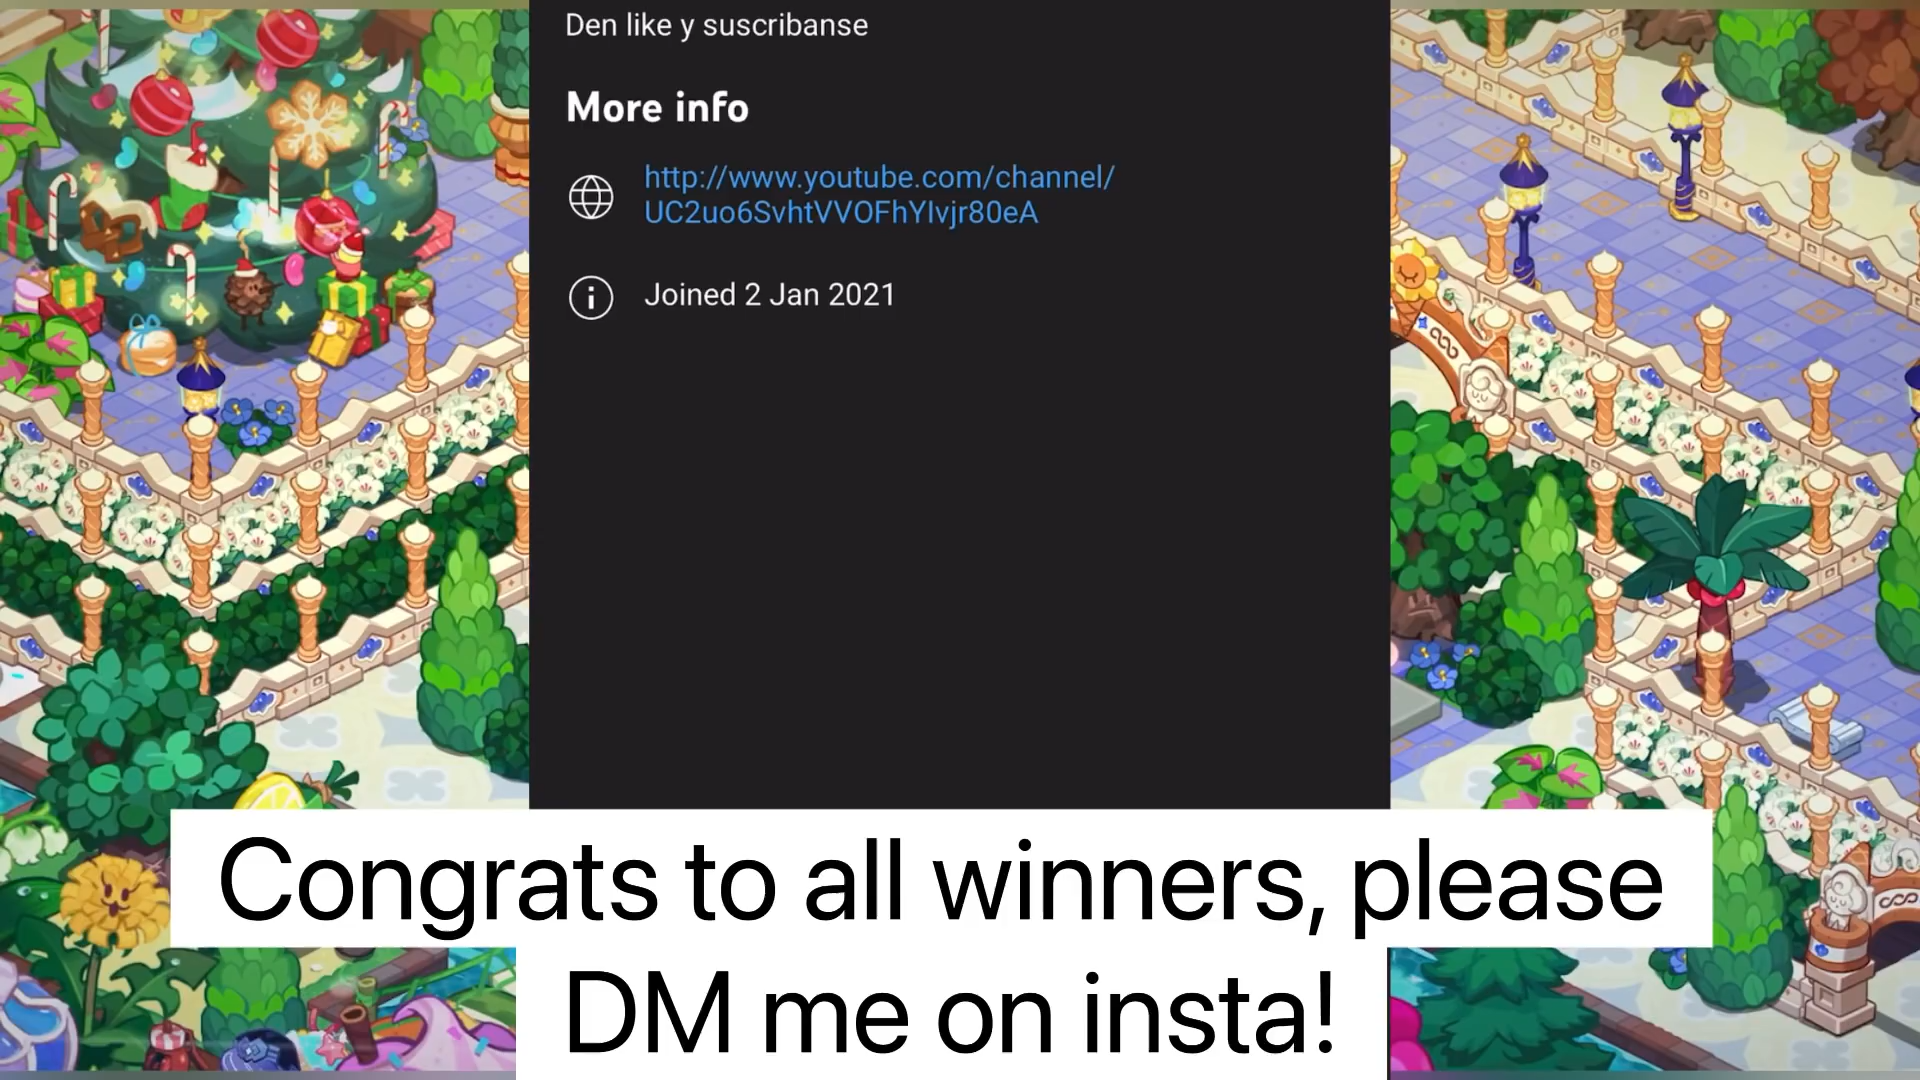 Den like y suscribanse
More info
http://www.youtube.com/channel/
UC2uo6SvhtVVOFhYIvjr80eA
Joined 2 Jan 2021
Congrats to all winners, please
DM me on insta!